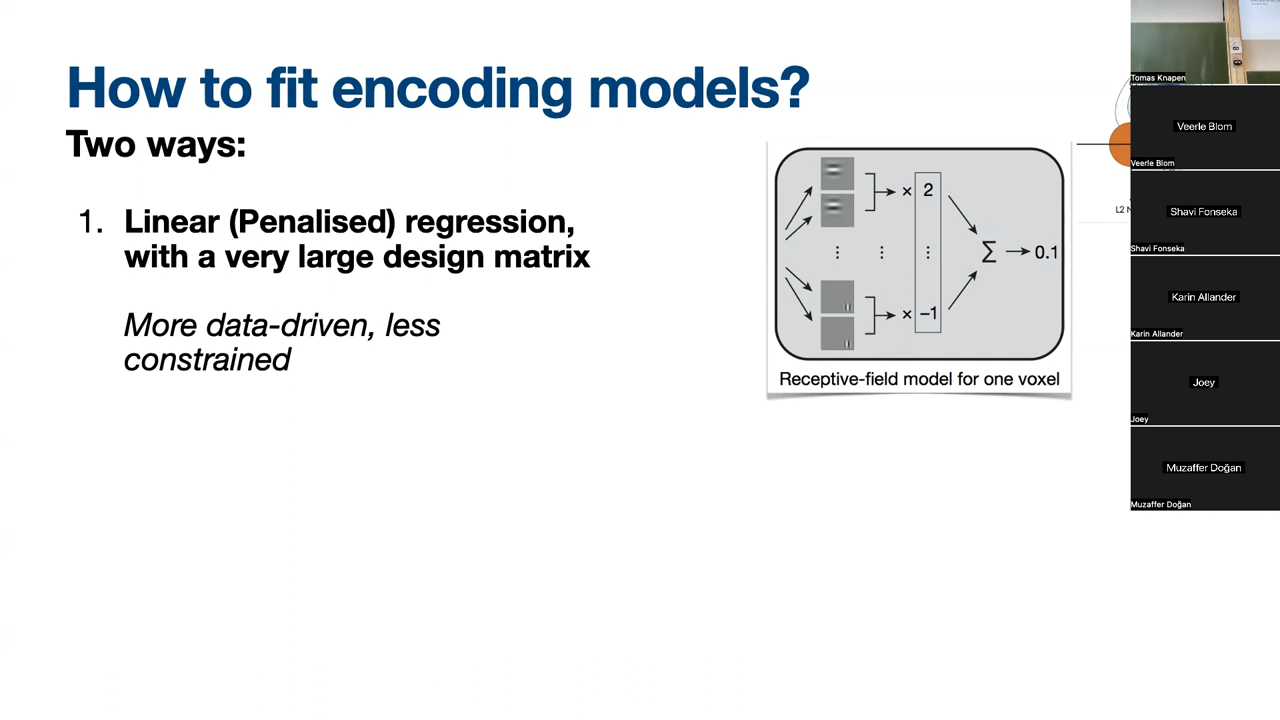 How to fit encoding models?
Two ways:
1. Linear (Penalised) regression,
with a very large design matrix
More data-driven, less
constrained
× 2
⋮ ⋮ ⋮
Σ → 0.1
× −1
Receptive-field model for one voxel
L2
Tomas Knapen
Veerle Blom
Veerle Blom
Shavi Fonseka
Shavi Fonseka
Karin Allander
Karin Allander
Joey
Joey
Muzaffer Doğan
Muzaffer Doğan